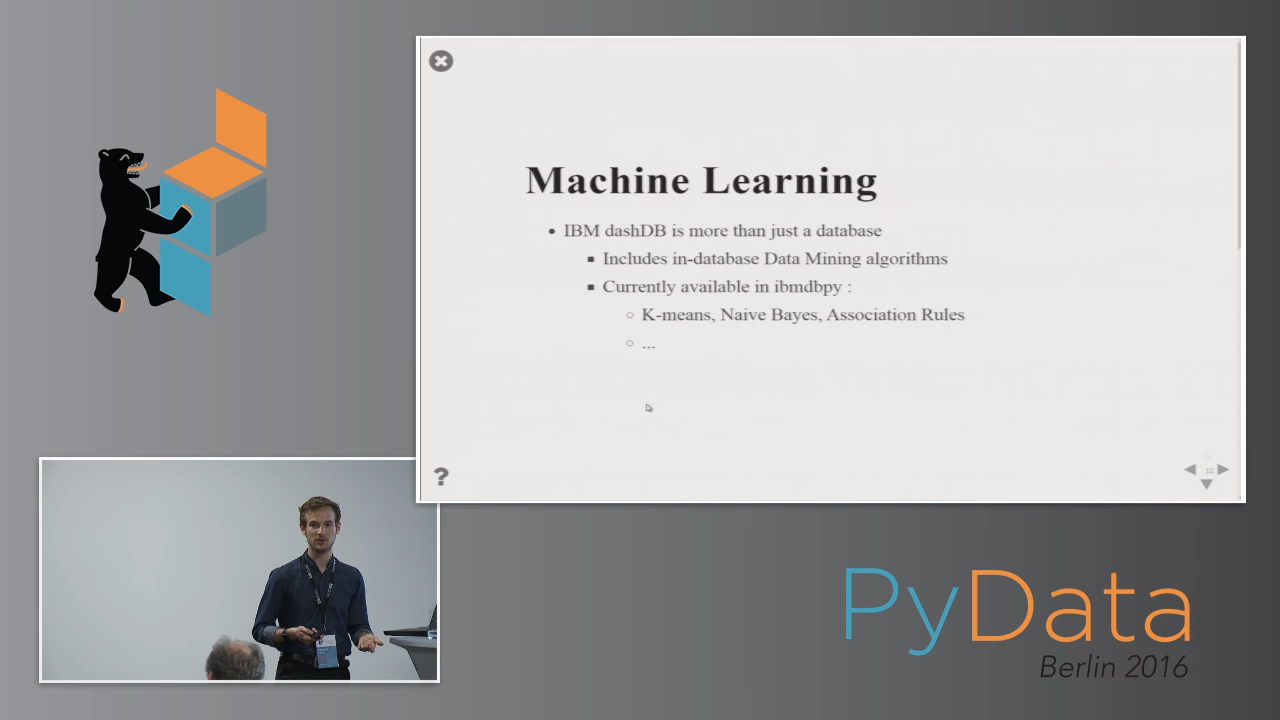 Machine Learning
• IBM dashDB is more than just a database
▪ Includes in-database Data Mining algorithms
▪ Currently available in ibmdbpy :
○ K-means, Naive Bayes, Association Rules
○ ...
?
12
PyData
Berlin 2016